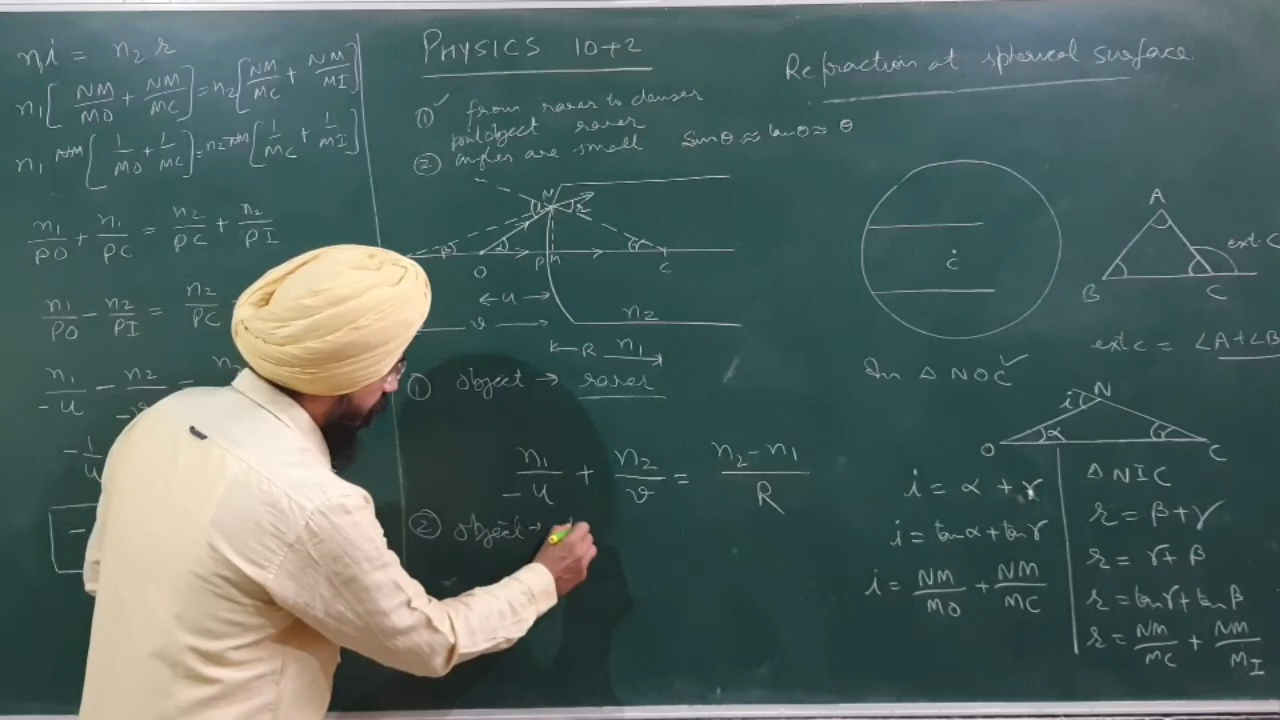 n₁i = n₂ r
n₁[NM/MO + NM/MC] = n₂[NM/MC + NM/MI]
n₁ [1/MO + 1/MC] = n₂ [1/MC + 1/MI]
n₁/PO + n₁/PC = n₂/PC + n₂/PI
n₁/PO - n₂/PI = n₂/PC
n₁/-u - n₂
PHYSICS 10+2
① ✓ from rarer to denser
point object rarer
② angles are small sinθ ≈ tanθ ≈ θ
N
i r
β α γ
O P M C
← u →
v →
n₂
← R n₁ →
① object → rarer
n₁/-u + n₂/v = n₂-n₁/R
② object →
Refraction at spherical surface.
c
A
ext. C
B C
ext c = ∠A+∠B
In △ NOC ✓
N
i
α γ
O C
i = α + γ
i = tanα + tanγ
i = NM/MO + NM/MC
△ NIC
r = β + γ
r = γ + β
r = tanγ + tanβ
r = NM/MC + NM/MI